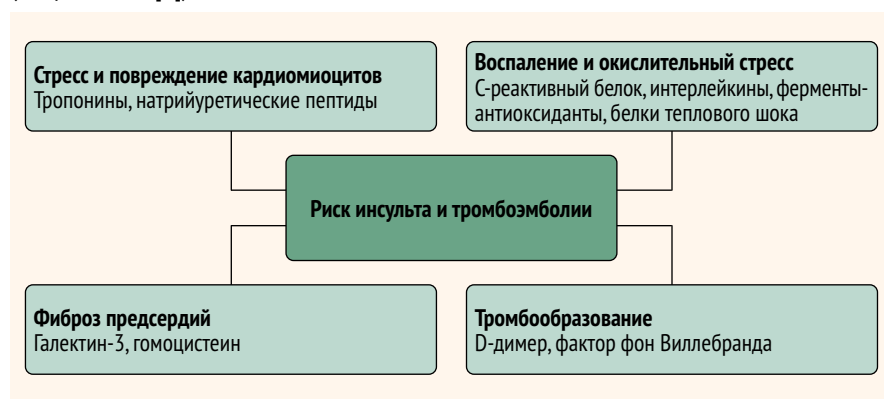 Стресс и повреждение кардиомиоцитов
Тропонины, натрийуретические пептиды
Воспаление и окислительный стресс
С-реактивный белок, интерлейкины, ферменты-
антиоксиданты, белки теплового шока
Риск инсульта и тромбоэмболии
Фиброз предсердий
Галектин-3, гомоцистеин
Тромбообразование
D-димер, фактор фон Виллебранда